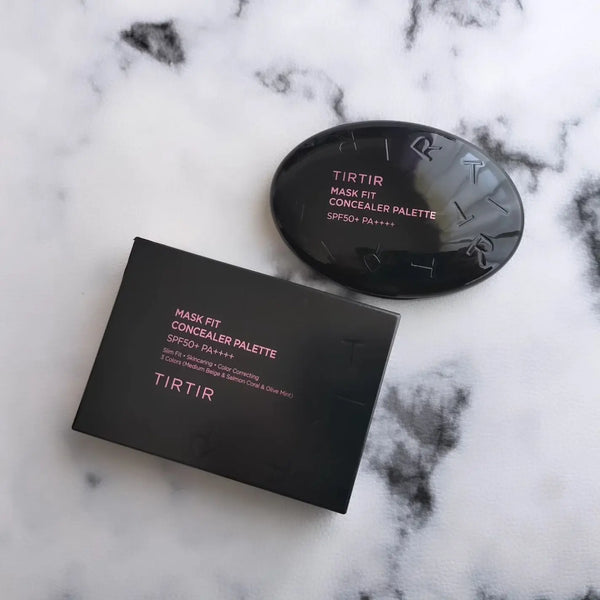 TIRTIR
MASK FIT
CONCEALER PALETTE
SPF50+ PA++++
MASK FIT
CONCEALER PALETTE
SPF50+ PA++++
Slim Fit • Skincaring • Color Correcting
3 Colors (Medium Beige & Salmon Coral & Olive Mint)
TIRTIR